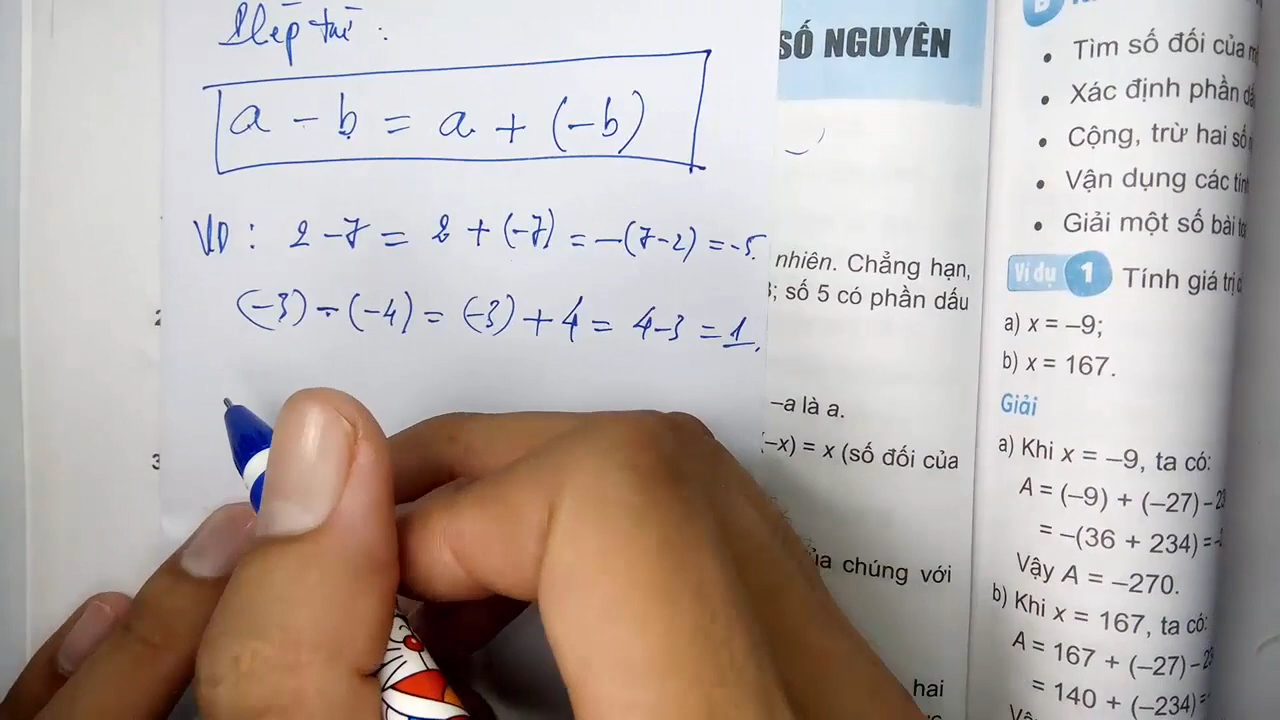 Phép trừ :
a - b = a + (-b)
VD : 2 - 7 = 2 + (-7) = -(7-2) = -5.
(-3) - (-4) = (-3) + 4 = 4-3 = 1.
SỐ NGUYÊN
nhiên. Chẳng hạn,
; số 5 có phần dấu
–a là a.
(–x) = x (số đối của
của chúng với
hai
2
3
• Tìm số đối của
• Xác định phần
• Cộng, trừ hai số
• Vận dụng các
• Giải một số bài
Ví dụ 1 Tính giá trị
a) x = –9;
b) x = 167.
Giải
a) Khi x = –9, ta có:
A = (–9) + (–27) –
= –(36 + 234) =
Vậy A = –270.
b) Khi x = 167, ta có:
A = 167 + (–27) –
= 140 + (–234) =